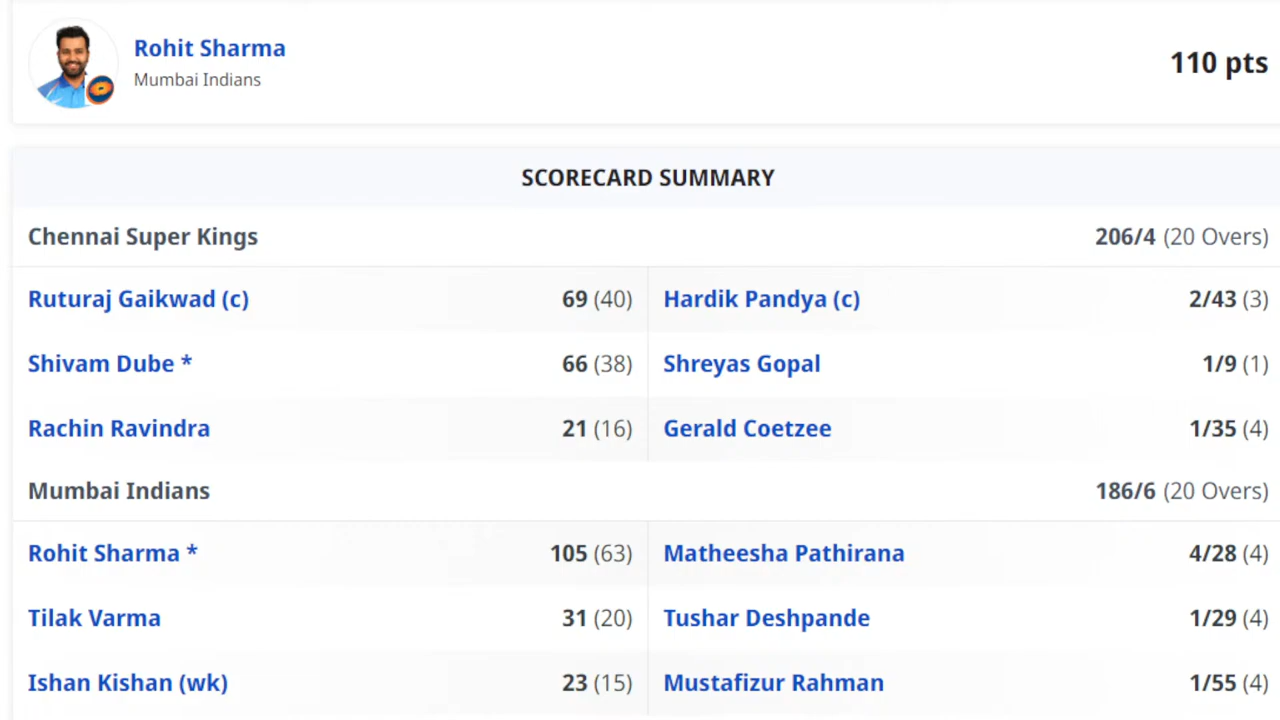 Rohit Sharma
Mumbai Indians
110 pts
SCORECARD SUMMARY
Chennai Super Kings 206/4 (20 Overs)
Ruturaj Gaikwad (c) 69 (40) Hardik Pandya (c) 2/43 (3)
Shivam Dube * 66 (38) Shreyas Gopal 1/9 (1)
Rachin Ravindra 21 (16) Gerald Coetzee 1/35 (4)
Mumbai Indians 186/6 (20 Overs)
Rohit Sharma * 105 (63) Matheesha Pathirana 4/28 (4)
Tilak Varma 31 (20) Tushar Deshpande 1/29 (4)
Ishan Kishan (wk) 23 (15) Mustafizur Rahman 1/55 (4)